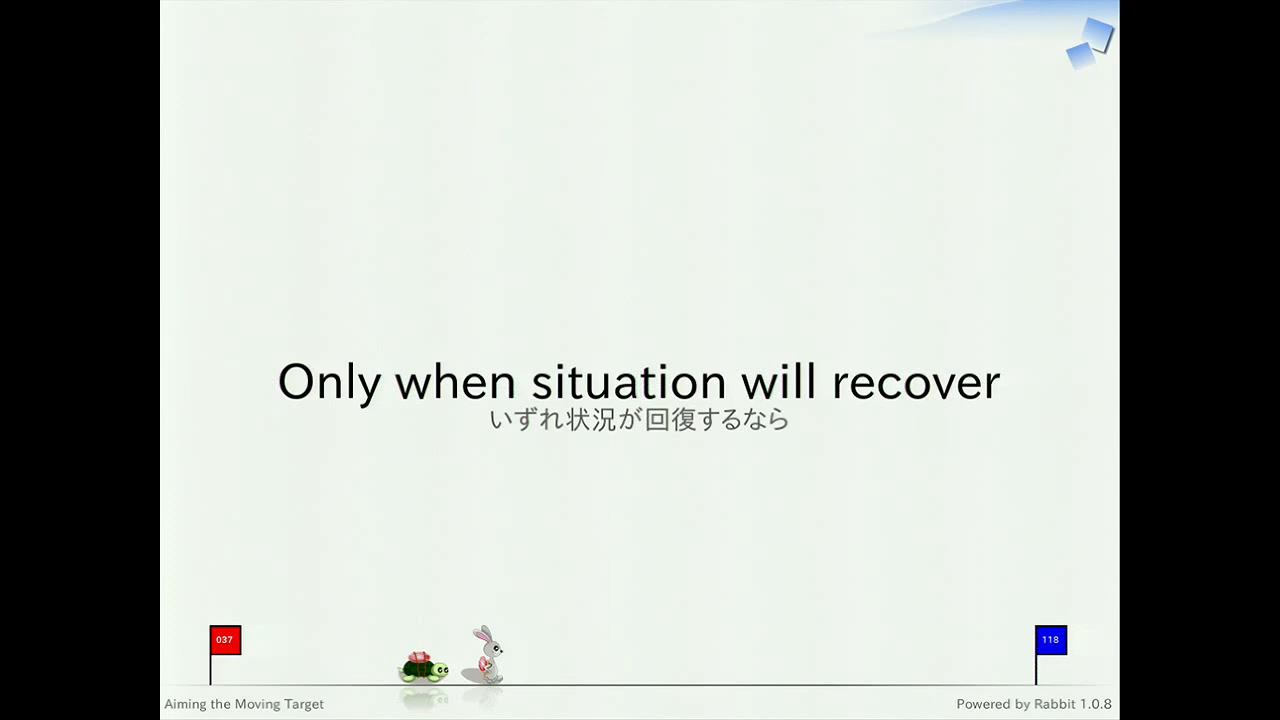 Only when situation will recover
いずれ状況が回復するなら
037
118
Aiming the Moving Target
Powered by Rabbit 1.0.8